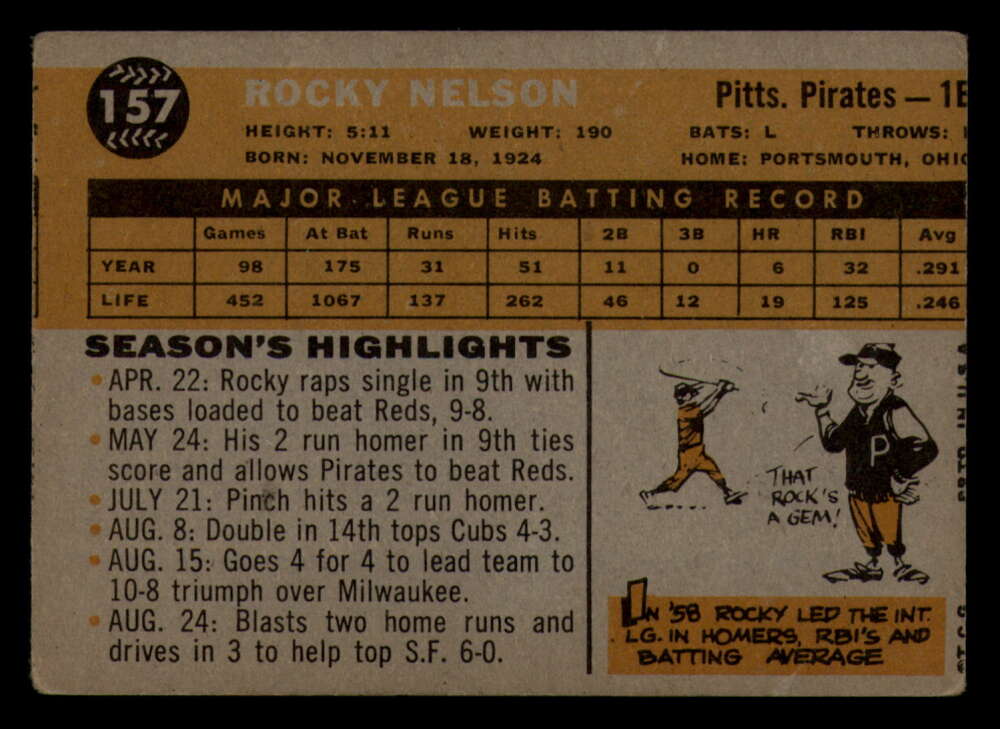 157
ROCKY NELSON
Pitts. Pirates — 1B
HEIGHT: 5:11 WEIGHT: 190 BATS: L THROWS:
BORN: NOVEMBER 18, 1924 HOME: PORTSMOUTH, OHIO
MAJOR LEAGUE BATTING RECORD
Games At Bat Runs Hits 2B 3B HR RBI Avg
YEAR 98 175 31 51 11 0 6 32 .291
LIFE 452 1067 137 262 46 12 19 125 .246
SEASON'S HIGHLIGHTS
• APR. 22: Rocky raps single in 9th with
bases loaded to beat Reds, 9-8.
• MAY 24: His 2 run homer in 9th ties
score and allows Pirates to beat Reds.
• JULY 21: Pinch hits a 2 run homer.
• AUG. 8: Double in 14th tops Cubs 4-3.
• AUG. 15: Goes 4 for 4 to lead team to
10-8 triumph over Milwaukee.
• AUG. 24: Blasts two home runs and
drives in 3 to help top S.F. 6-0.
P
THAT
ROCK'S
A GEM!
IN '58 ROCKY LED THE INT.
LG. IN HOMERS, RBI'S AND
BATTING AVERAGE